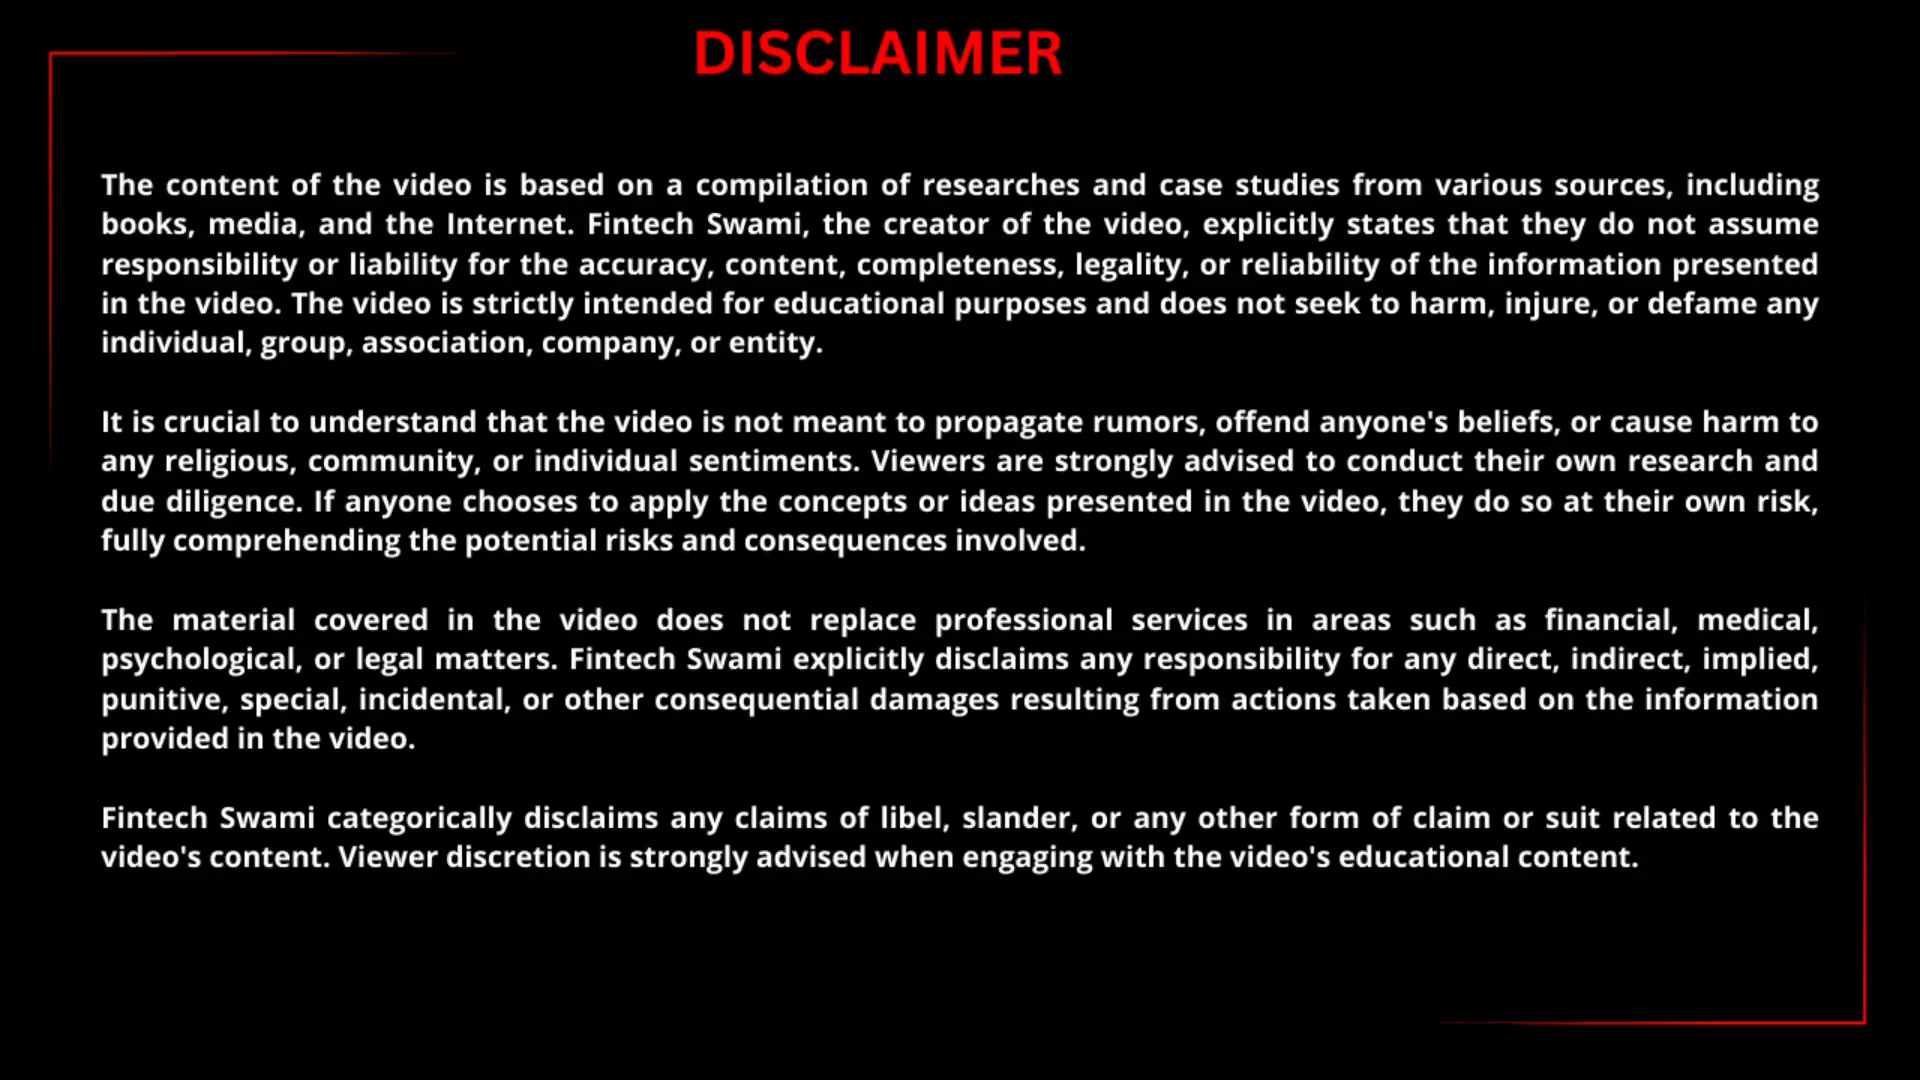 DISCLAIMER
The content of the video is based on a compilation of researches and case studies from various sources, including
books, media, and the Internet. Fintech Swami, the creator of the video, explicitly states that they do not assume
responsibility or liability for the accuracy, content, completeness, legality, or reliability of the information presented
in the video. The video is strictly intended for educational purposes and does not seek to harm, injure, or defame any
individual, group, association, company, or entity.
It is crucial to understand that the video is not meant to propagate rumors, offend anyone's beliefs, or cause harm to
any religious, community, or individual sentiments. Viewers are strongly advised to conduct their own research and
due diligence. If anyone chooses to apply the concepts or ideas presented in the video, they do so at their own risk,
fully comprehending the potential risks and consequences involved.
The material covered in the video does not replace professional services in areas such as financial, medical,
psychological, or legal matters. Fintech Swami explicitly disclaims any responsibility for any direct, indirect, implied,
punitive, special, incidental, or other consequential damages resulting from actions taken based on the information
provided in the video.
Fintech Swami categorically disclaims any claims of libel, slander, or any other form of claim or suit related to the
video's content. Viewer discretion is strongly advised when engaging with the video's educational content.